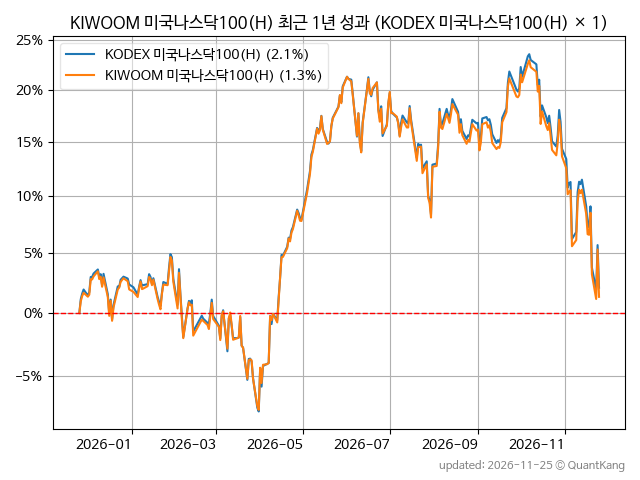 KIWOOM 미국나스닥100(H) 최근 1년 성과 (KODEX 미국나스닥100(H) × 1)
KODEX 미국나스닥100(H) (2.1%)
KIWOOM 미국나스닥100(H) (1.3%)
25%
20%
15%
10%
5%
0%
−5%
2026-01 2026-03 2026-05 2026-07 2026-09 2026-11
updated: 2026-11-25 © QuantKang